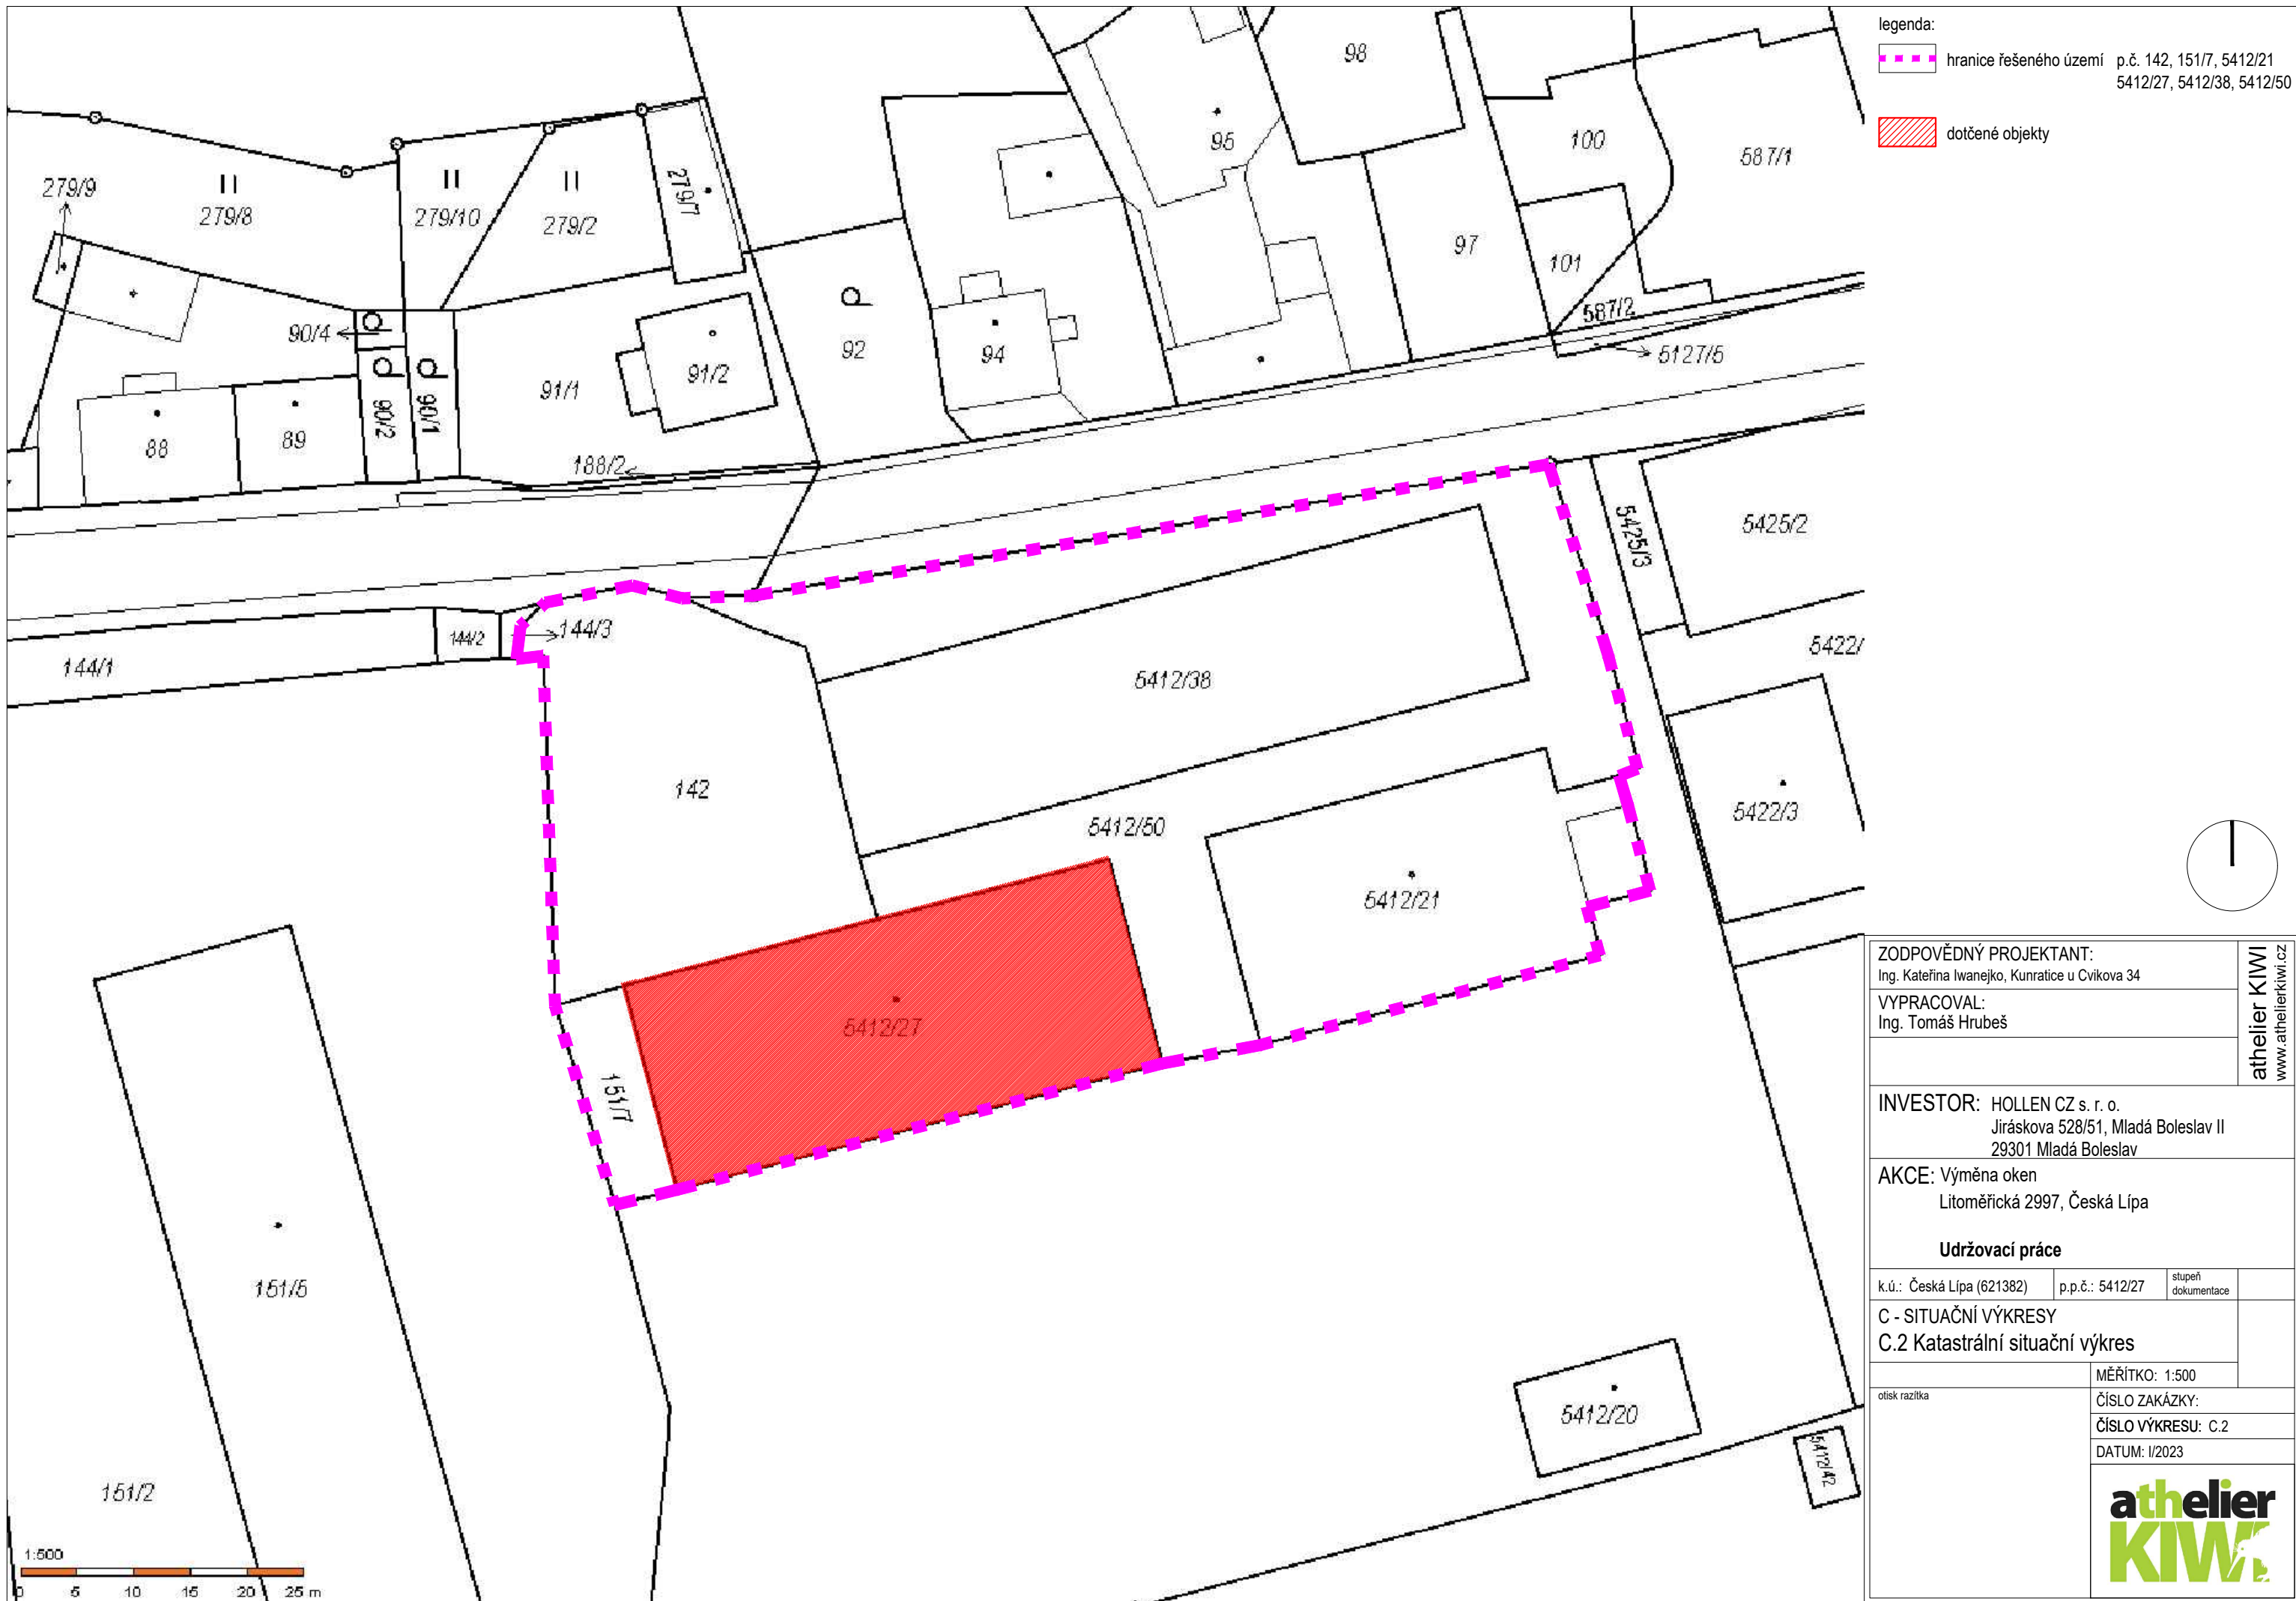 legenda:
hranice řešeného území p.č. 142, 151/7, 5412/21
5412/27, 5412/38, 5412/50
dotčené objekty
98
95
100
587/1
279/9
279/8
279/10
279/2
279/7
97
101
587/2
90/4
92
94
5127/5
91/1
91/2
90/2
90/1
88
89
188/2
5425/3
5425/2
144/2
144/3
144/1
5422/
5412/38
142
5412/50
5422/3
5412/21
5412/27
151/7
151/5
5412/20
5412/42
151/2
1:500
0 5 10 15 20 25 m
ZODPOVĚDNÝ PROJEKTANT:
Ing. Kateřina Iwanejko, Kunratice u Cvikova 34
VYPRACOVAL:
Ing. Tomáš Hrubeš
athelier KIWI
www.athelierkiwi.cz
INVESTOR: HOLLEN CZ s. r. o.
Jiráskova 528/51, Mladá Boleslav II
29301 Mladá Boleslav
AKCE: Výměna oken
Litoměřická 2997, Česká Lípa
Udržovací práce
k.ú.: Česká Lípa (621382) p.p.č.: 5412/27 stupeň
dokumentace
C - SITUAČNÍ VÝKRESY
C.2 Katastrální situační výkres
MĚŘÍTKO: 1:500
otisk razítka
ČÍSLO ZAKÁZKY:
ČÍSLO VÝKRESU: C.2
DATUM: I/2023
athelier
KIWI